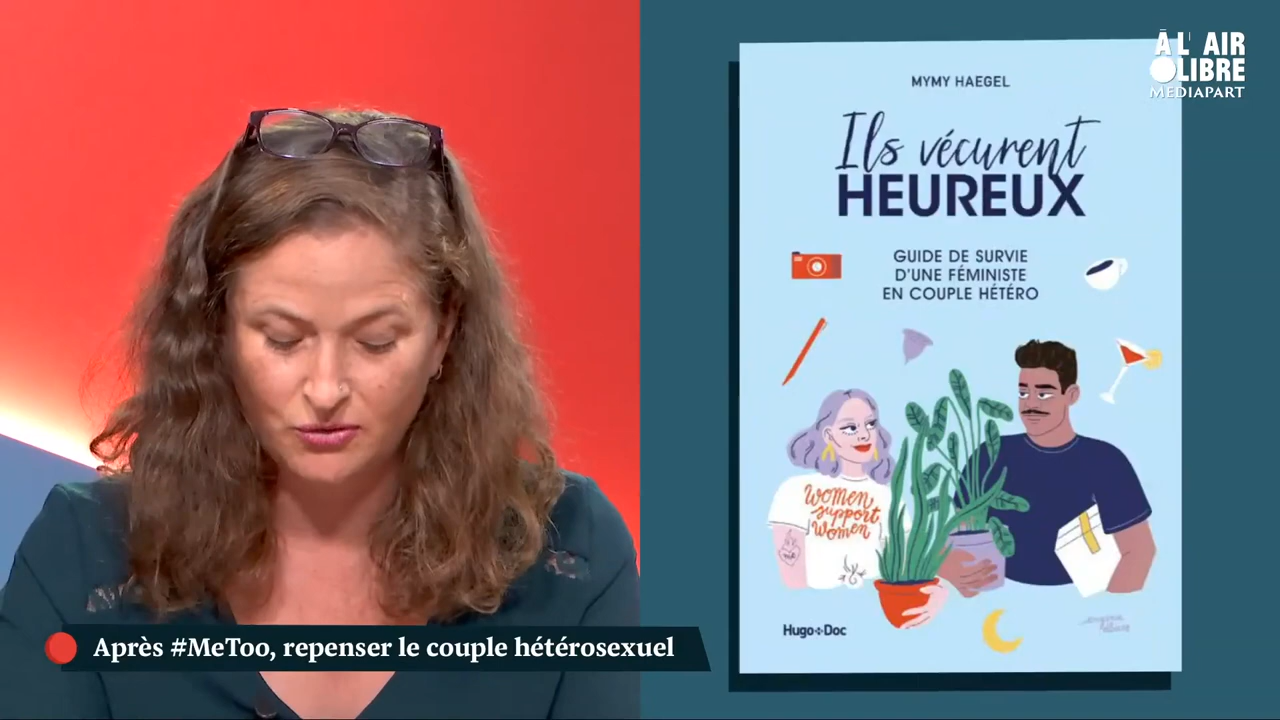 À L' AIR
LIBRE
MEDIAPART
MYMY HAEGEL
Ils vécurent
HEUREUX
GUIDE DE SURVIE
D'UNE FÉMINISTE
EN COUPLE HÉTÉRO
WOMEN
support
Women
Hugo Doc
Après #MeToo, repenser le couple hétérosexuel